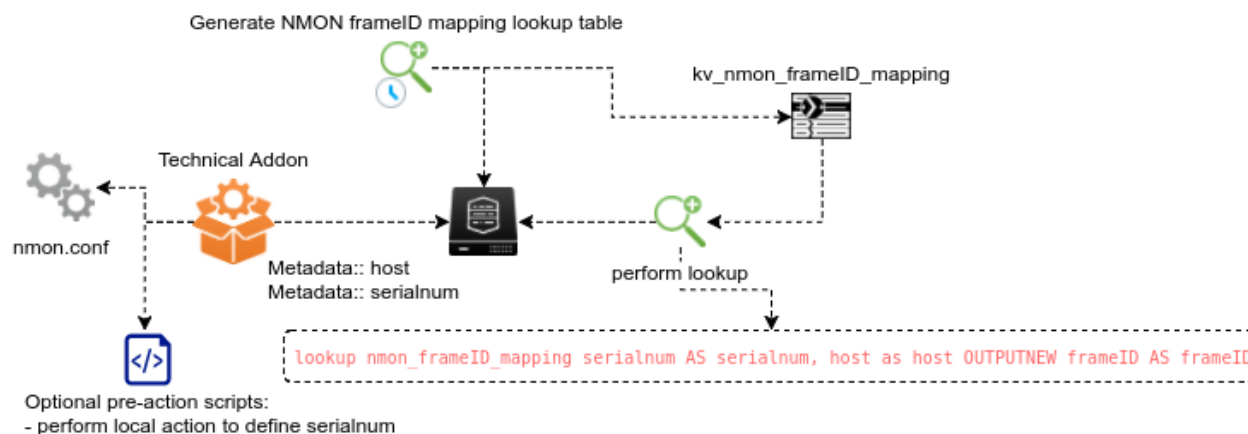 Generate NMON frameID mapping lookup table
kv_nmon_frameID_mapping
Technical Addon
nmon.conf
Metadata:: host
Metadata:: serialnum
perform lookup
lookup nmon_frameID_mapping serialnum AS serialnum, host as host OUTPUTNEW frameID AS frameID
Optional pre-action scripts:
- perform local action to define serialnum